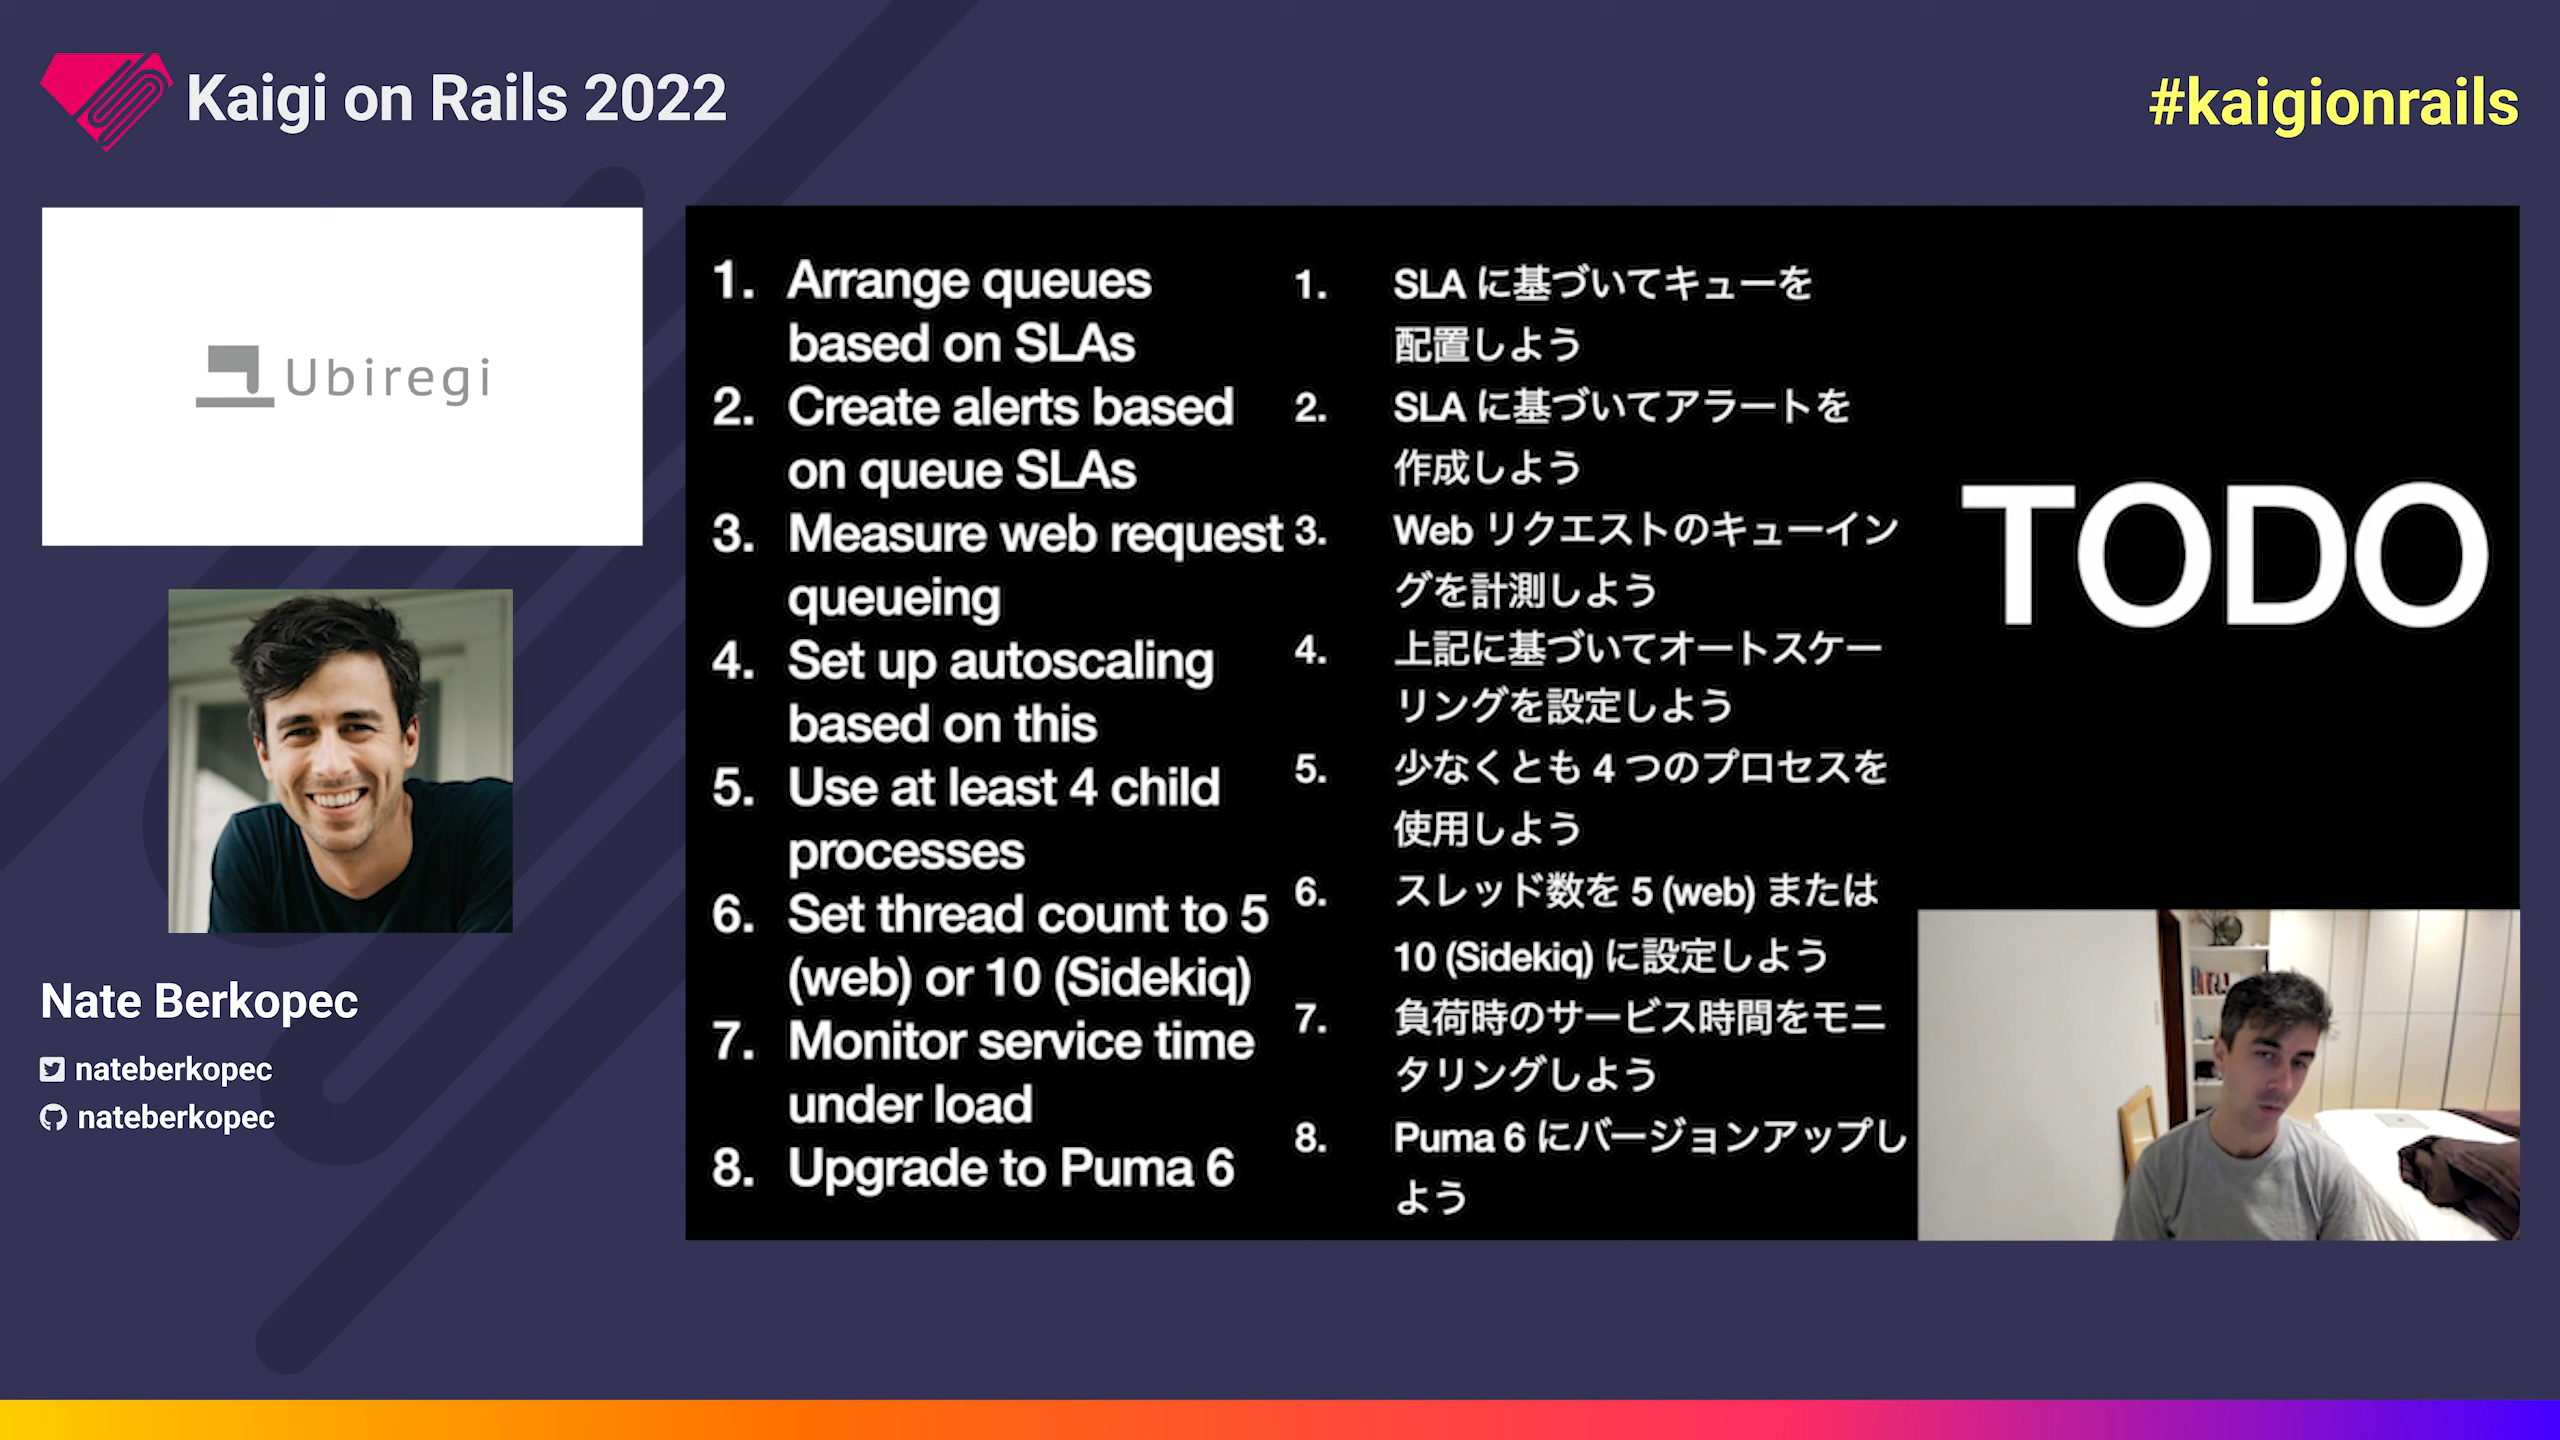 Kaigi on Rails 2022
#kaigionrails
Ubiregi
Nate Berkopec
nateberkopec
nateberkopec
1. Arrange queues
based on SLAs
2. Create alerts based
on queue SLAs
3. Measure web request
queueing
4. Set up autoscaling
based on this
5. Use at least 4 child
processes
6. Set thread count to 5
(web) or 10 (Sidekiq)
7. Monitor service time
under load
8. Upgrade to Puma 6
1. SLA に基づいてキューを
配置しよう
2. SLA に基づいてアラートを
作成しよう
3. Web リクエストのキューイン
グを計測しよう
4. 上記に基づいてオートスケー
リングを設定しよう
5. 少なくとも 4 つのプロセスを
使用しよう
6. スレッド数を 5 (web) または
10 (Sidekiq) に設定しよう
7. 負荷時のサービス時間をモニ
タリングしよう
8. Puma 6 にバージョンアップし
よう
TODO